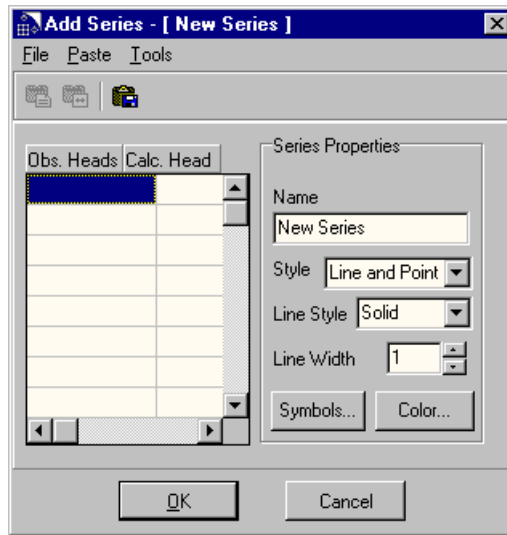 Add Series - [ New Series ]
File Paste Tools
Obs. Heads Calc. Head
Series Properties
Name
New Series
Style Line and Point
Line Style Solid
Line Width 1
Symbols... Color...
OK Cancel